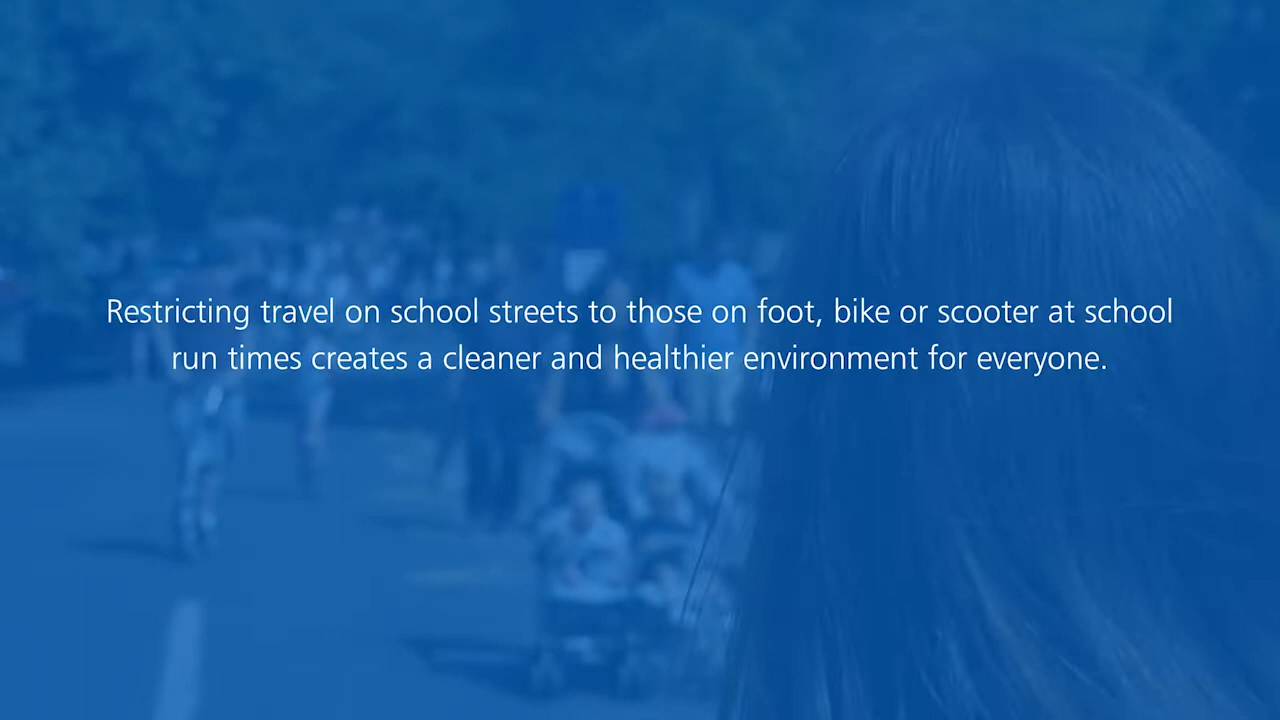 Restricting travel on school streets to those on foot, bike or scooter at school
run times creates a cleaner and healthier environment for everyone.